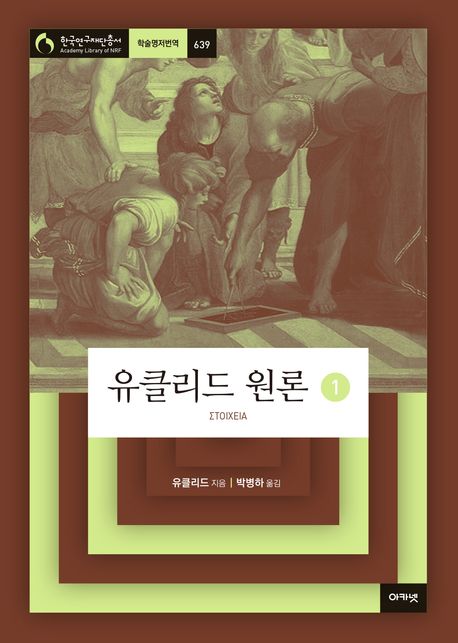 한국연구재단총서
Academy Library of NRF
학술명저번역
639
유클리드 원론 1
ΣΤΟΙΧΕΙΑ
유클리드 지음 | 박병하 옮김
아카넷